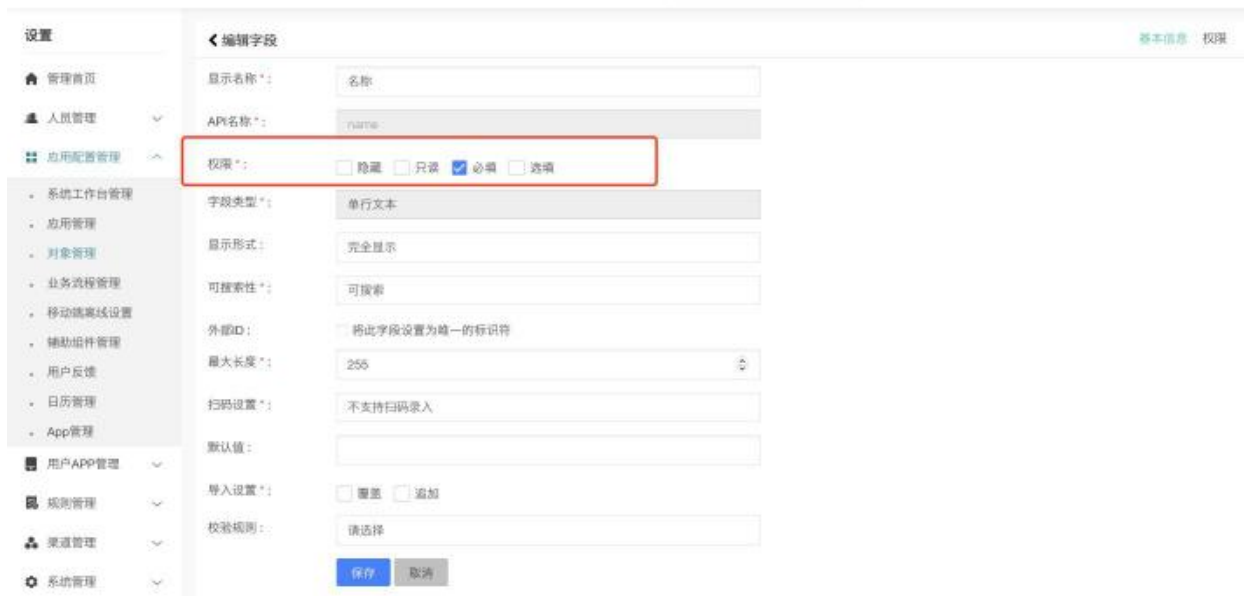 设置
管理首页
人员管理
应用配置管理
系统工作台管理
应用管理
对象管理
业务流程管理
移动端离线设置
辅助组件管理
用户反馈
日历管理
App管理
用户APP管理
规则管理
渠道管理
系统管理
编辑字段
基本信息 权限
显示名称*: 名称
API名称*: name
权限*: 隐藏 只读 必填 选填
字段类型*: 单行文本
显示形式: 完全显示
可搜索性*: 可搜索
外部ID: 将此字段设置为唯一的标识符
最大长度*: 255
扫码设置*: 不支持扫码录入
默认值:
导入设置*: 覆盖 追加
校验规则: 请选择
保存 取消